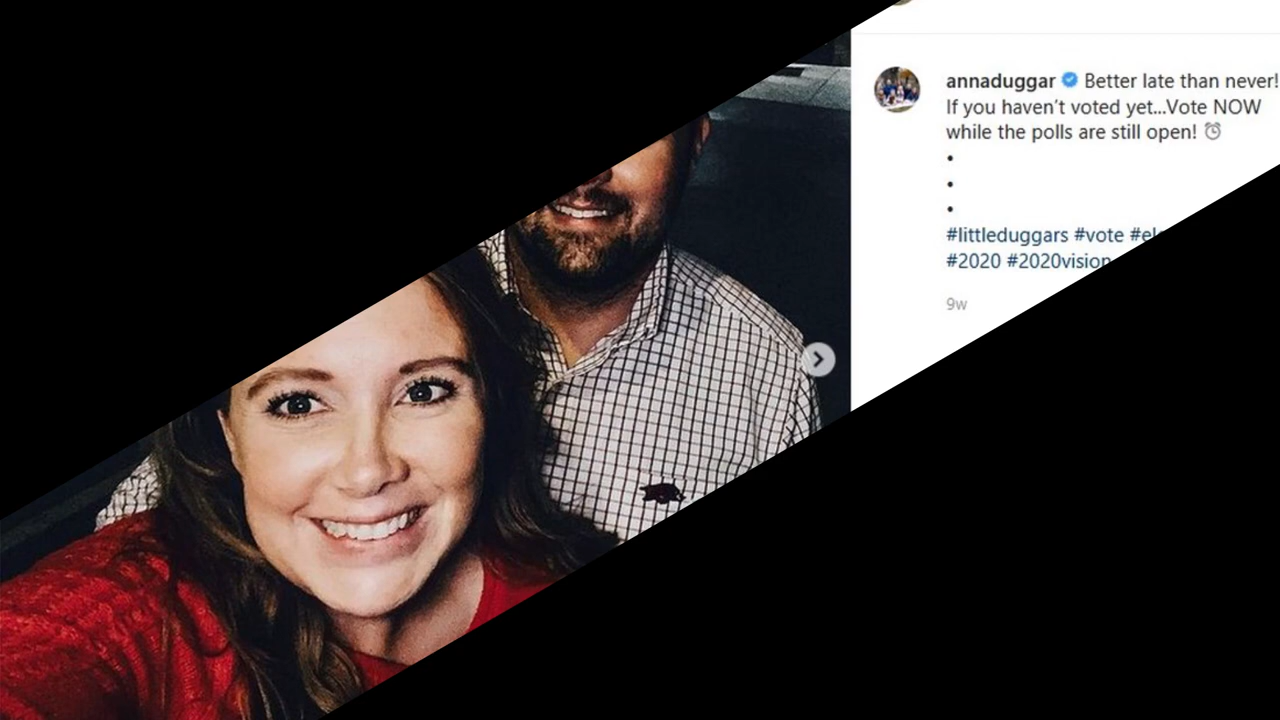 annaduggar Better late than never!
If you haven't voted yet...Vote NOW
while the polls are still open! ⏰
•
•
•
#littleduggars #vote
#2020 #2020vision
9w